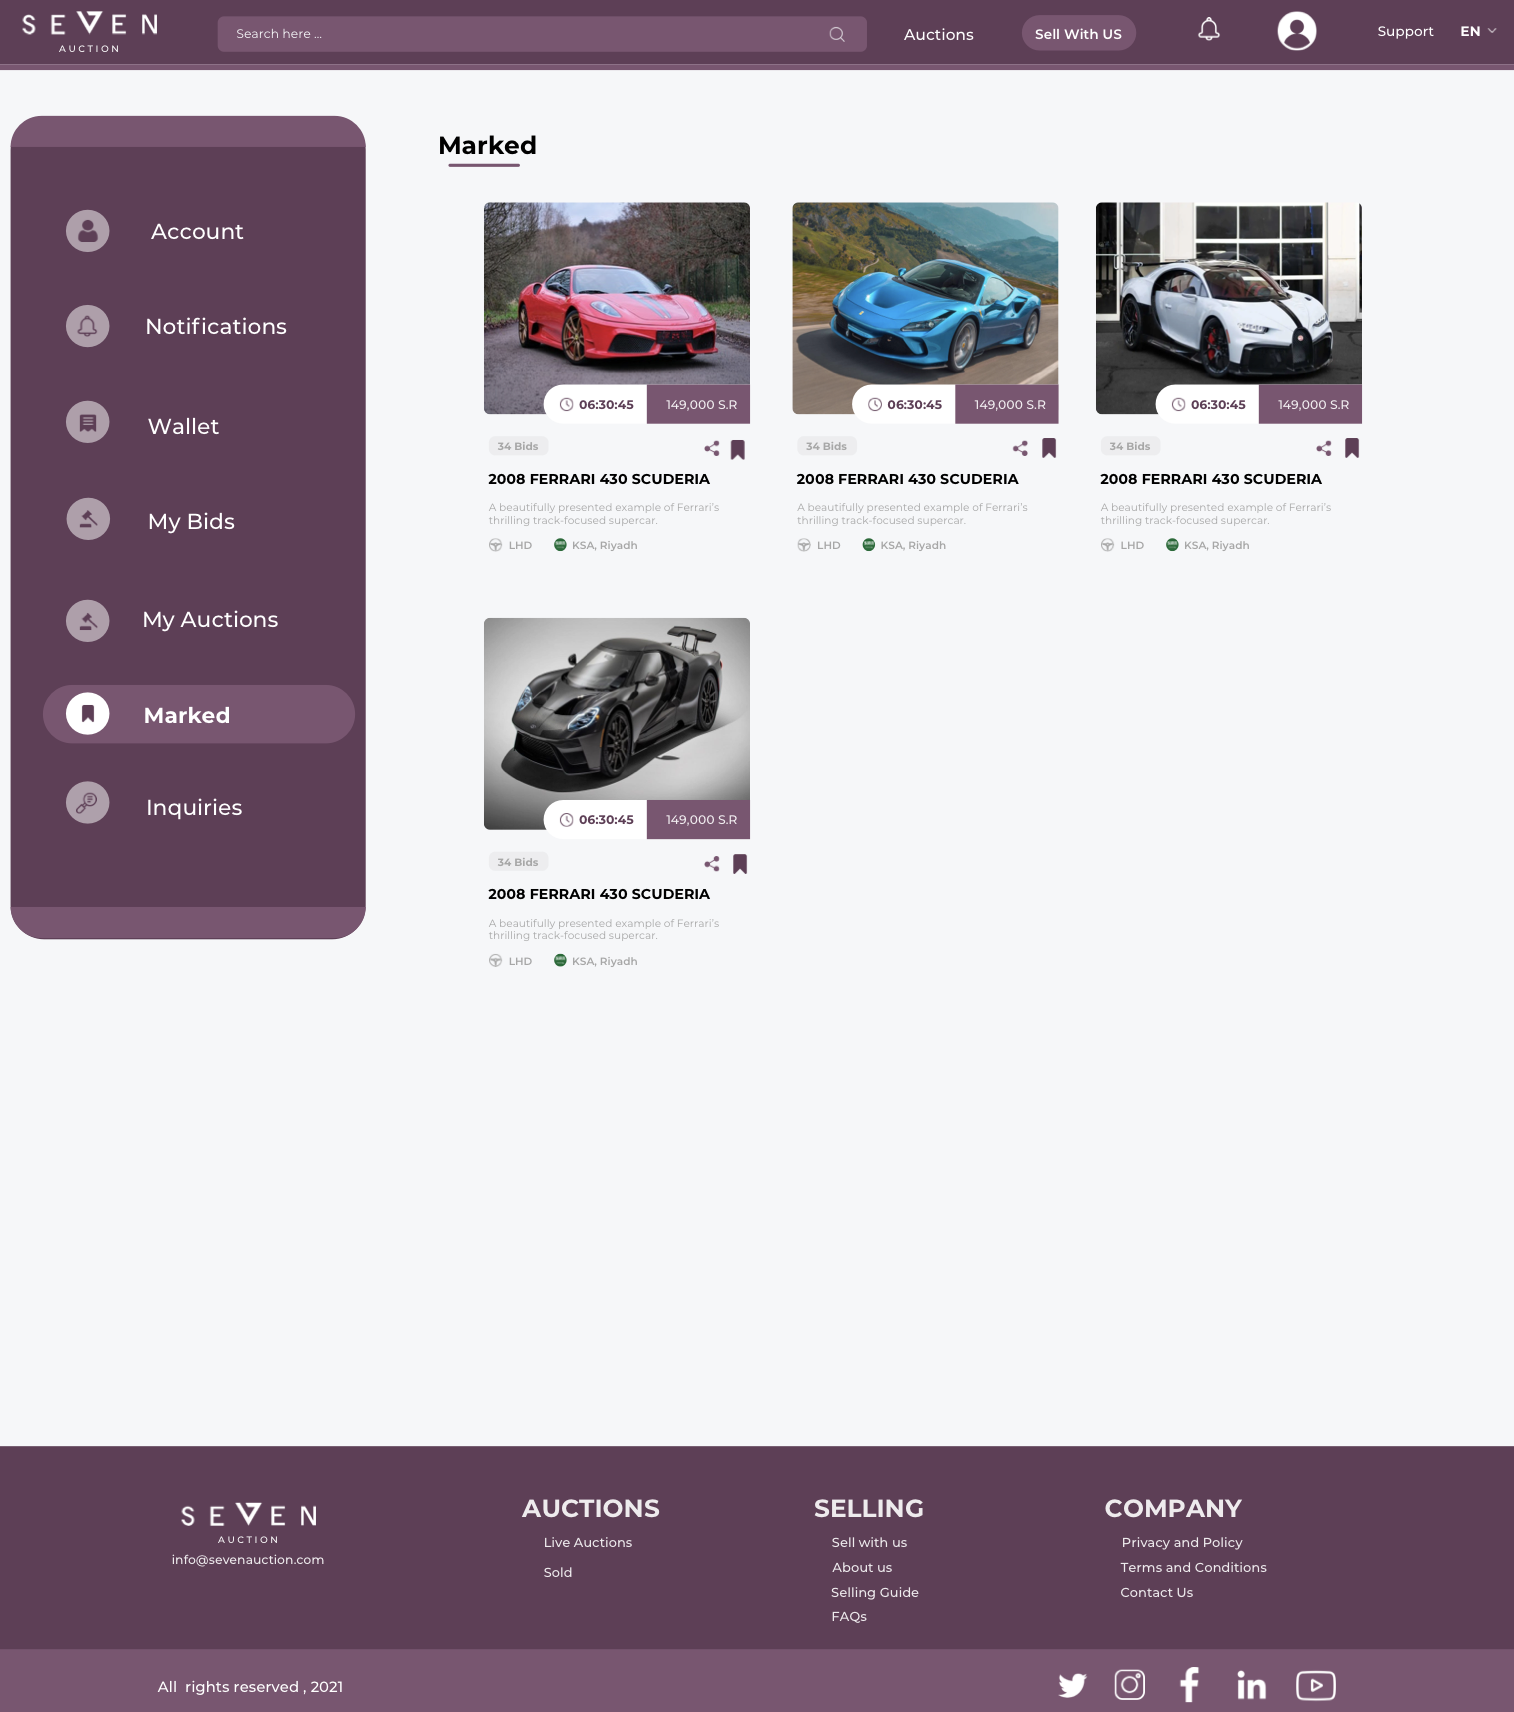 SEVEN
AUCTION
Search here ...
Auctions
Sell With US
Support
EN
Account
Notifications
Wallet
My Bids
My Auctions
Marked
Inquiries
Marked
06:30:45
149,000 S.R
34 Bids
2008 FERRARI 430 SCUDERIA
A beautifully presented example of Ferrari's
thrilling track-focused supercar.
LHD
KSA, Riyadh
06:30:45
149,000 S.R
34 Bids
2008 FERRARI 430 SCUDERIA
A beautifully presented example of Ferrari's
thrilling track-focused supercar.
LHD
KSA, Riyadh
06:30:45
149,000 S.R
34 Bids
2008 FERRARI 430 SCUDERIA
A beautifully presented example of Ferrari's
thrilling track-focused supercar.
LHD
KSA, Riyadh
06:30:45
149,000 S.R
34 Bids
2008 FERRARI 430 SCUDERIA
A beautifully presented example of Ferrari's
thrilling track-focused supercar.
LHD
KSA, Riyadh
SEVEN
AUCTION
info@sevenauction.com
AUCTIONS
Live Auctions
Sold
SELLING
Sell with us
About us
Selling Guide
FAQs
COMPANY
Privacy and Policy
Terms and Conditions
Contact Us
All rights reserved , 2021